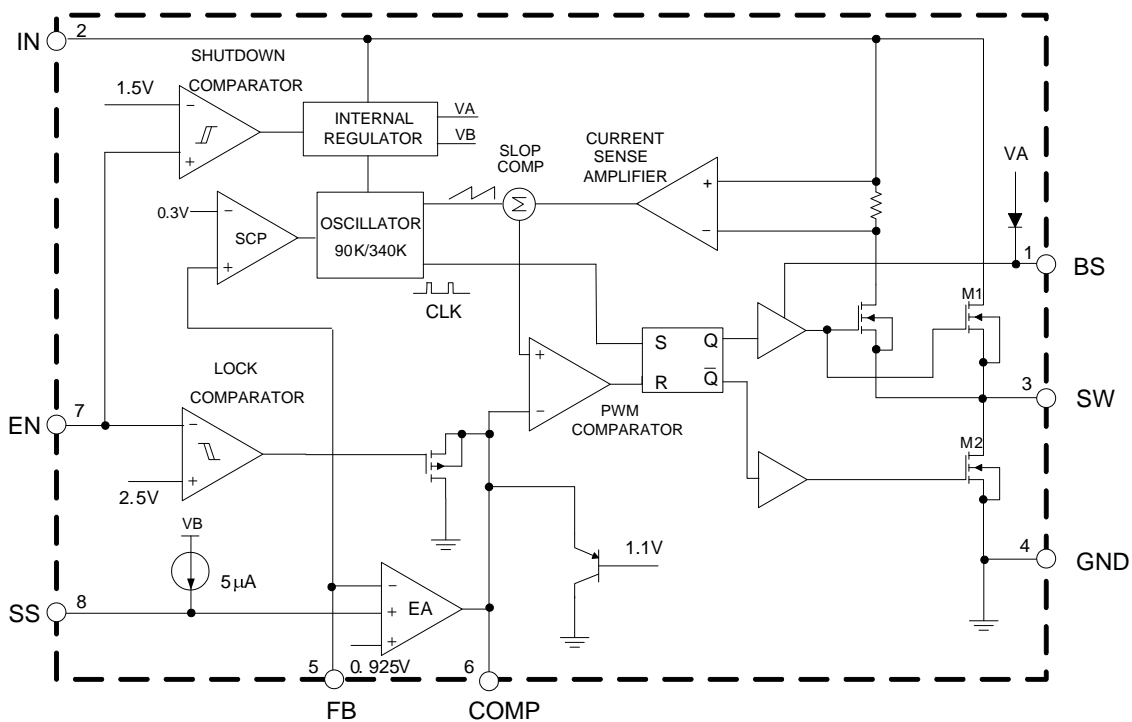 IN
2
SHUTDOWN
COMPARATOR
1.5V
−
+
INTERNAL
REGULATOR
VA
VB
SLOP
COMP
CURRENT
SENSE
AMPLIFIER
+
−
VA
0.3V
−
SCP
+
OSCILLATOR
90K/340K
Σ
1
BS
CLK
M1
S
Q
R
Q̅
+
−
PWM
COMPARATOR
3
SW
LOCK
COMPARATOR
EN
7
−
+
2.5V
M2
VB
5μA
1.1V
4
GND
SS
8
−
+
+
EA
0.925V
5
6
FB
COMP